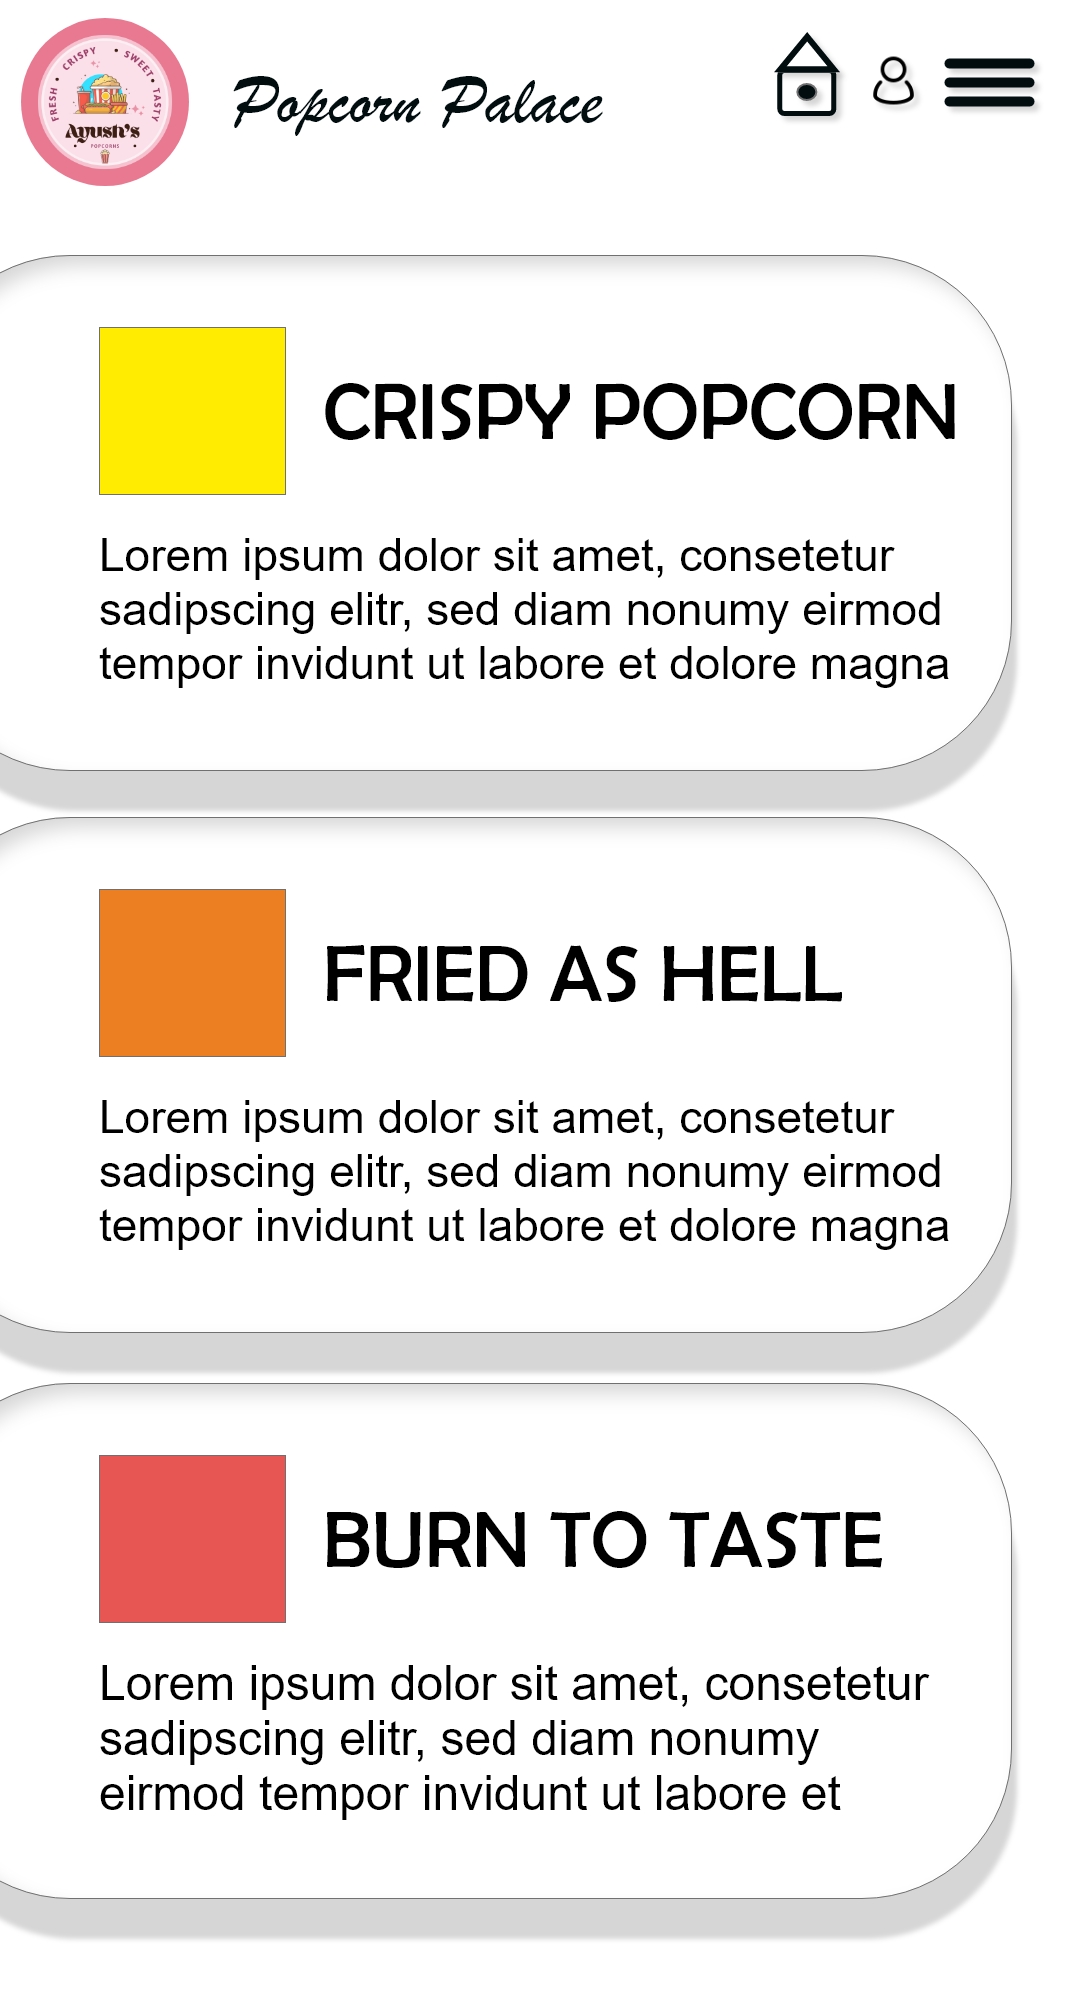 FRESH • CRISPY • SWEET • TASTY
Ayush's
• POPCORNS •
Popcorn Palace
CRISPY POPCORN
Lorem ipsum dolor sit amet, consetetur
sadipscing elitr, sed diam nonumy eirmod
tempor invidunt ut labore et dolore magna
FRIED AS HELL
Lorem ipsum dolor sit amet, consetetur
sadipscing elitr, sed diam nonumy eirmod
tempor invidunt ut labore et dolore magna
BURN TO TASTE
Lorem ipsum dolor sit amet, consetetur
sadipscing elitr, sed diam nonumy
eirmod tempor invidunt ut labore et